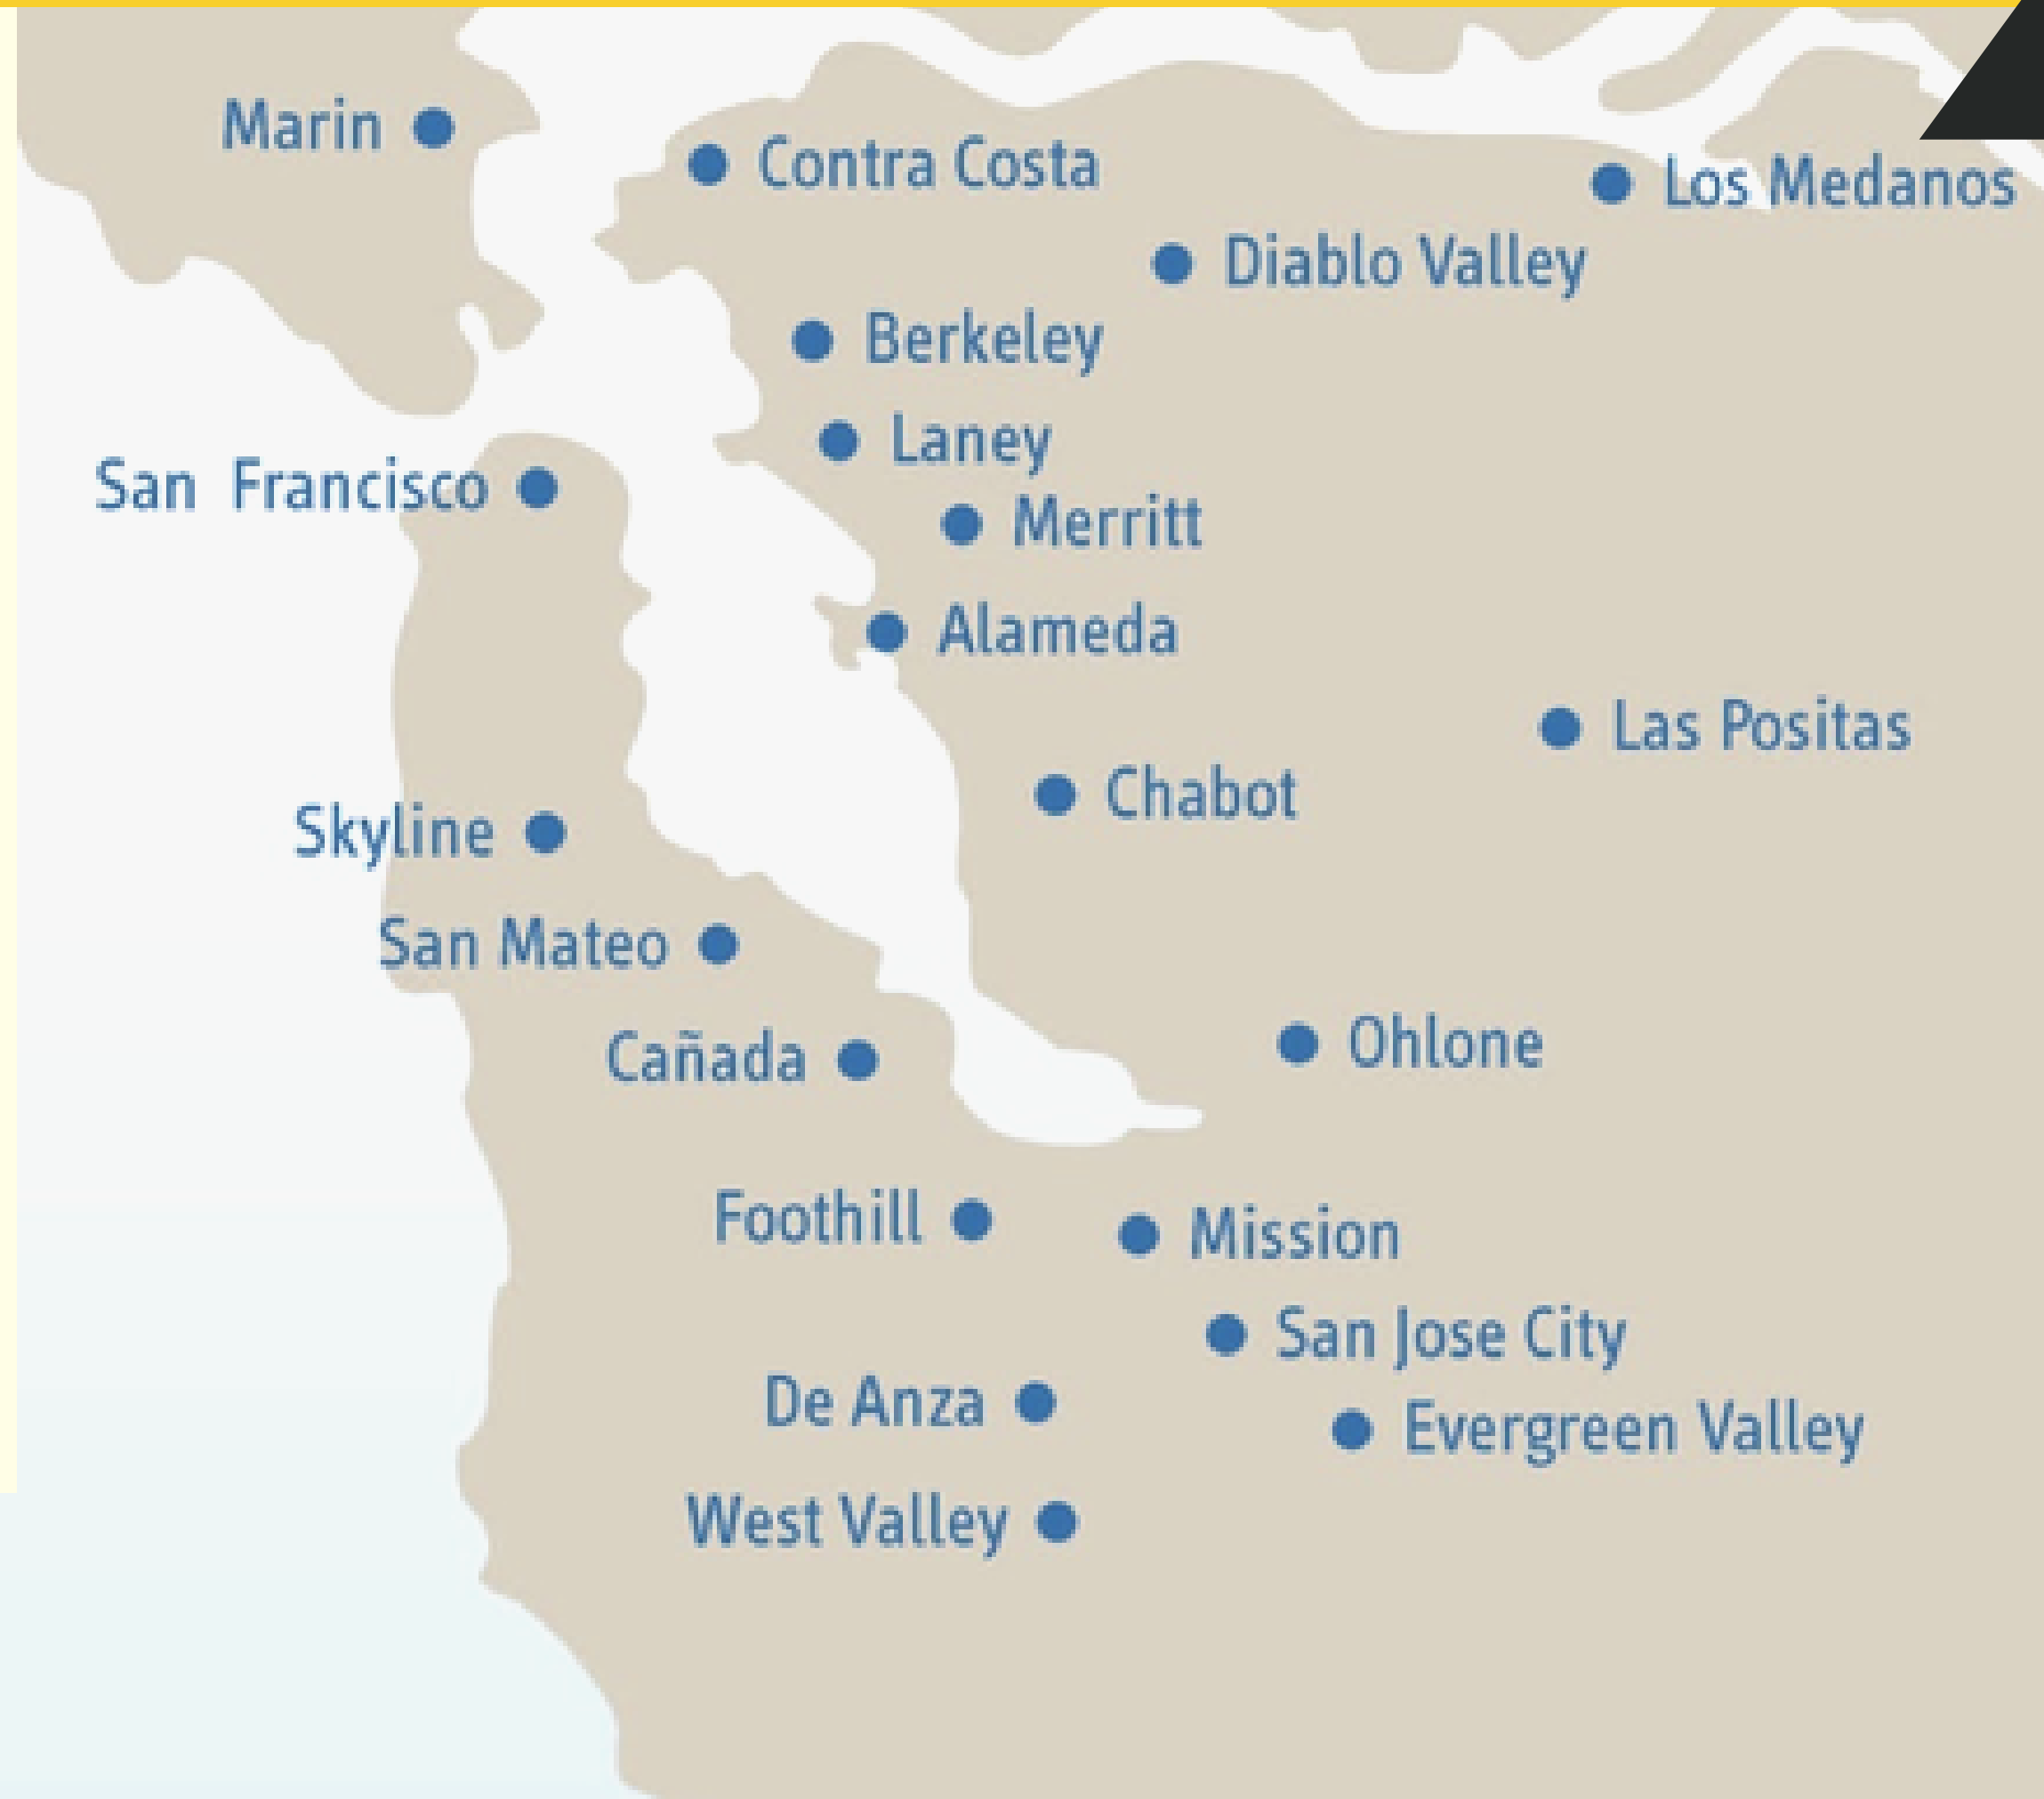 Marin
Contra Costa
Los Medanos
Diablo Valley
Berkeley
Laney
San Francisco
Merritt
Alameda
Las Positas
Chabot
Skyline
San Mateo
Ohlone
Cañada
Foothill
Mission
San Jose City
De Anza
Evergreen Valley
West Valley